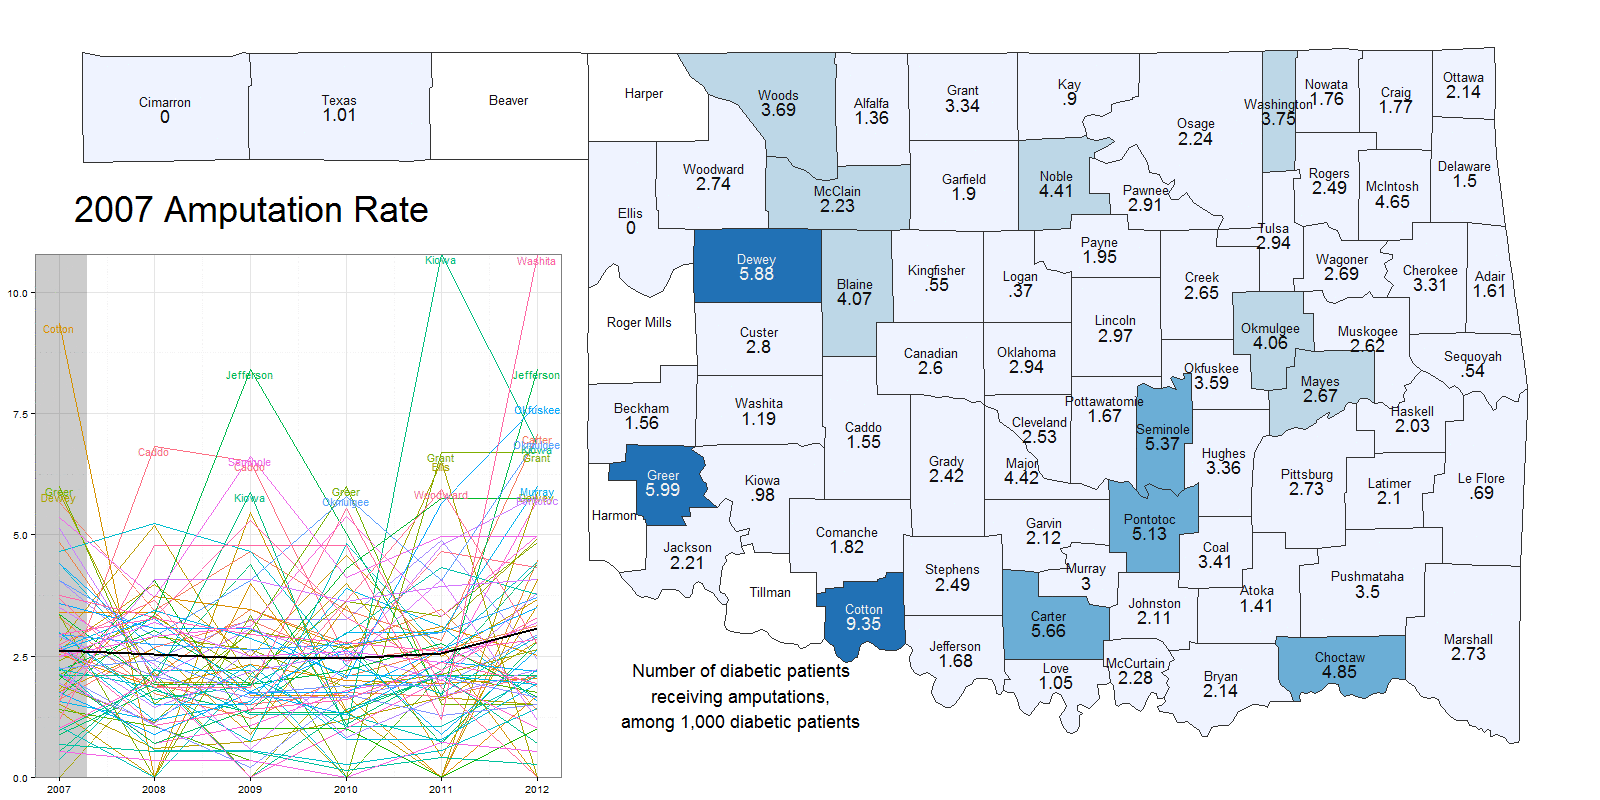 Cimarron
0
Texas
1.01
Beaver
Harper
Woods
3.69
Alfalfa
1.36
Grant
3.34
Kay
.9
Osage
2.24
Washington
3.75
Nowata
1.76
Craig
1.77
Ottawa
2.14
Woodward
2.74
McClain
2.23
Garfield
1.9
Noble
4.41
Pawnee
2.91
Rogers
2.49
McIntosh
4.65
Delaware
1.5
Ellis
0
Tulsa
2.94
2007 Amputation Rate
Dewey
5.88
Blaine
4.07
Kingfisher
.55
Logan
.37
Payne
1.95
Creek
2.65
Wagoner
2.69
Cherokee
3.31
Adair
1.61
Roger Mills
Custer
2.8
Canadian
2.6
Oklahoma
2.94
Lincoln
2.97
Okmulgee
4.06
Muskogee
2.62
Sequoyah
.54
Okfuskee
3.59
Mayes
2.67
Beckham
1.56
Washita
1.19
Caddo
1.55
Cleveland
2.53
Pottawatomie
1.67
Seminole
5.37
Haskell
2.03
Hughes
3.36
Grady
2.42
Major
4.42
Greer
5.99
Kiowa
.98
Pittsburg
2.73
Latimer
2.1
Le Flore
.69
Harmon
Comanche
1.82
Garvin
2.12
Pontotoc
5.13
Jackson
2.21
Coal
3.41
Stephens
2.49
Murray
3
Pushmataha
3.5
Tillman
Cotton
9.35
Carter
5.66
Johnston
2.11
Atoka
1.41
Jefferson
1.68
Love
1.05
McCurtain
2.28
Bryan
2.14
Choctaw
4.85
Marshall
2.73
Number of diabetic patients
receiving amputations,
among 1,000 diabetic patients
10.0
7.5
5.0
2.5
0.0
2007
2008
2009
2010
2011
2012
Cotton
Greer
Dewey
Caddo
Jefferson
Seminole
Caddo
Kiowa
Greer
Okmulgee
Kiowa
Grant
Ellis
Woodward
Washita
Jefferson
Okfuskee
Carter
Okmulgee
Kiowa
Grant
Murray
Pontotoc